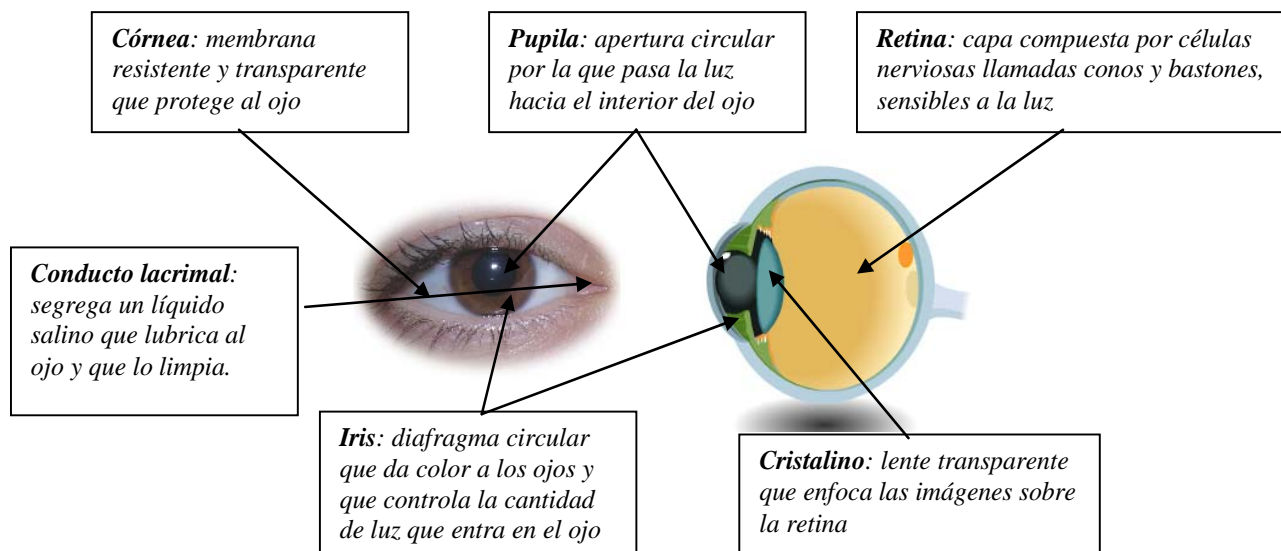 Córnea: membrana
resistente y transparente
que protege al ojo
Pupila: apertura circular
por la que pasa la luz
hacia el interior del ojo
Retina: capa compuesta por células
nerviosas llamadas conos y bastones,
sensibles a la luz
Conducto lacrimal:
segrega un líquido
salino que lubrica al
ojo y que lo limpia.
Iris: diafragma circular
que da color a los ojos y
que controla la cantidad
de luz que entra en el ojo
Cristalino: lente transparente
que enfoca las imágenes sobre
la retina